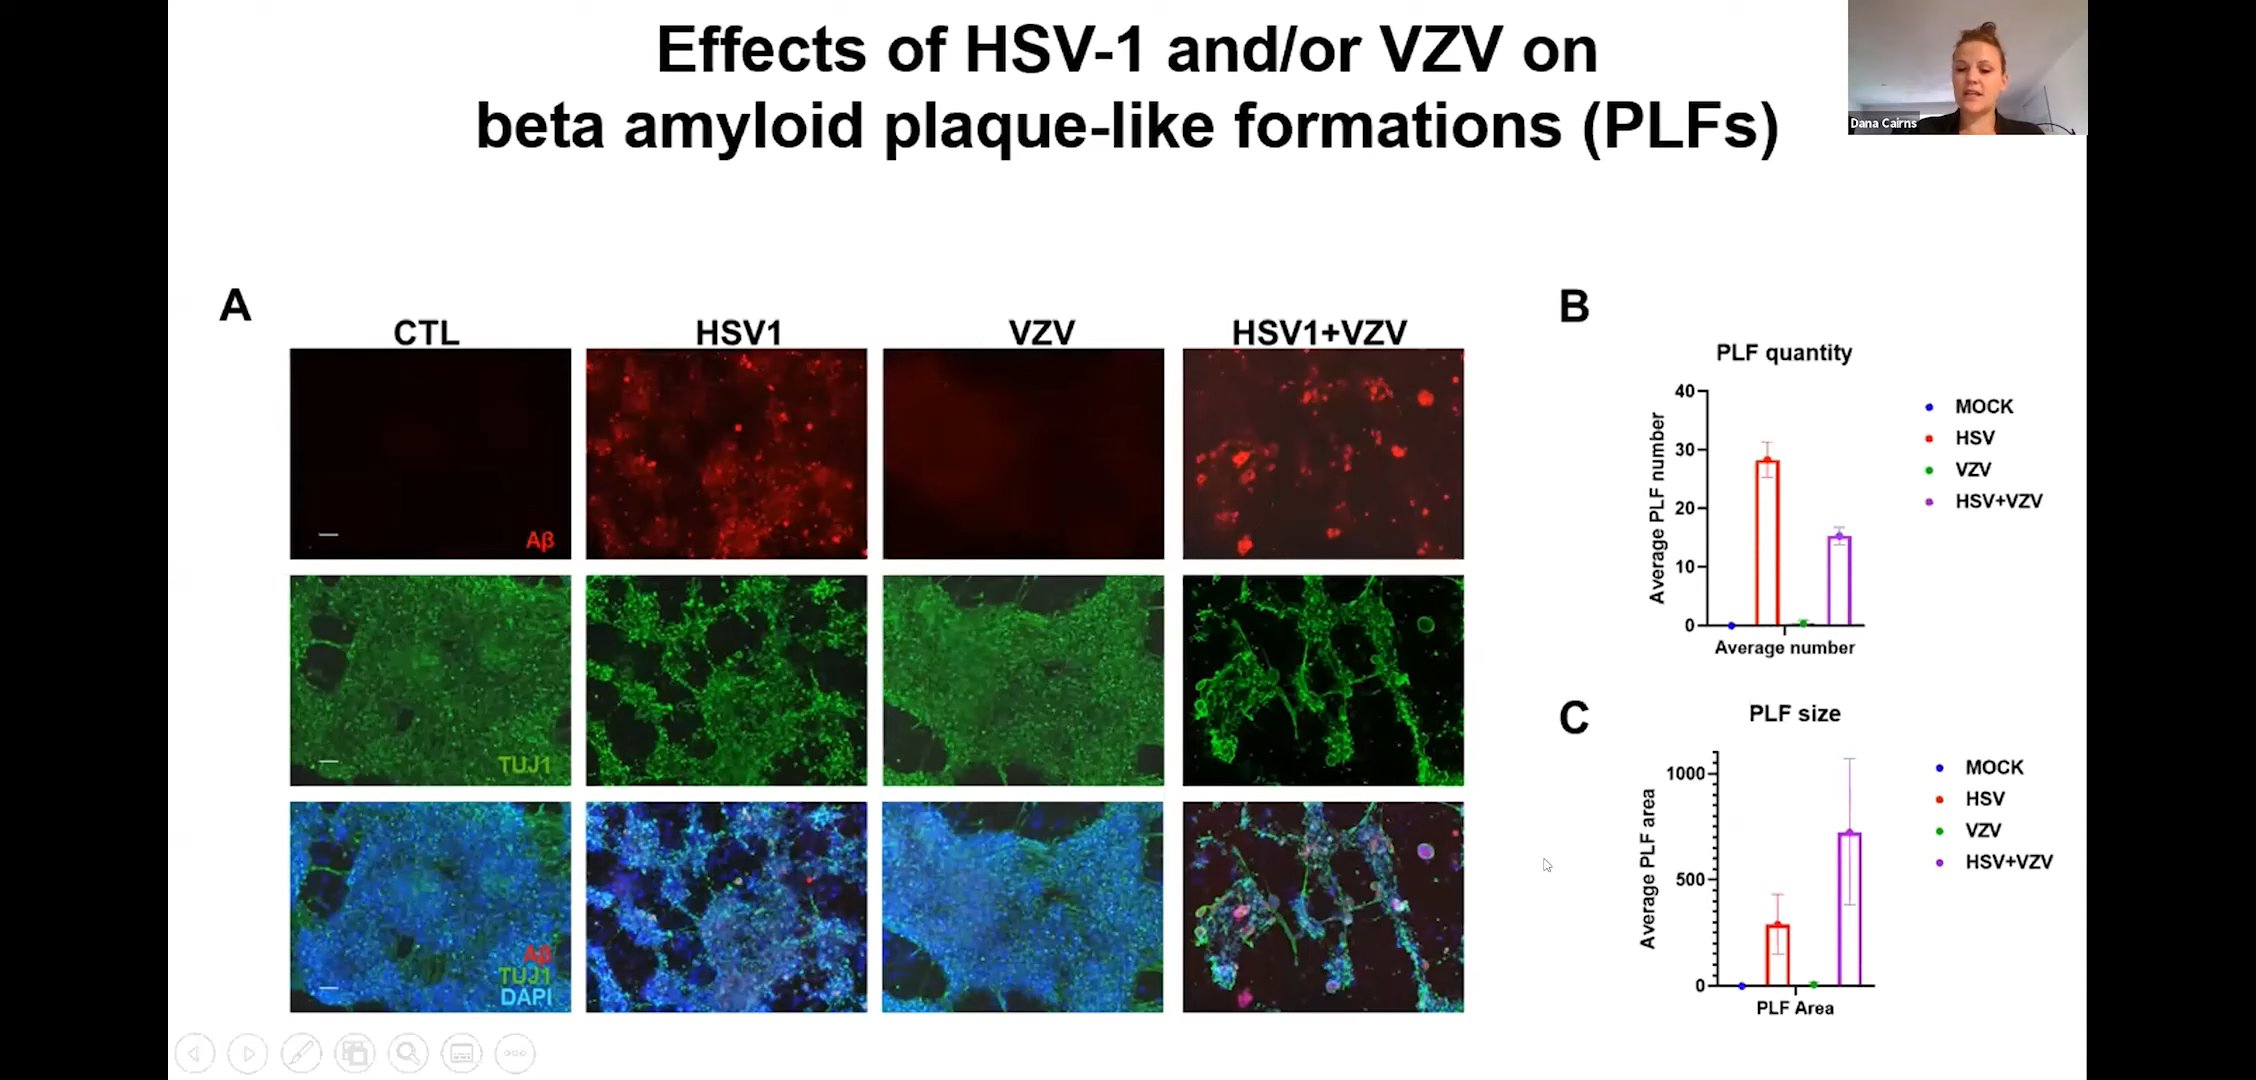 Effects of HSV-1 and/or VZV on
beta amyloid plaque-like formations (PLFs)
Dana Cairns
A
CTL
HSV1
VZV
HSV1+VZV
Aβ
TUJ1
Aβ
TUJ1
DAPI
B
PLF quantity
Average PLF number
40
30
20
10
0
Average number
MOCK
HSV
VZV
HSV+VZV
C
PLF size
Average PLF area
1000
500
0
PLF Area
MOCK
HSV
VZV
HSV+VZV